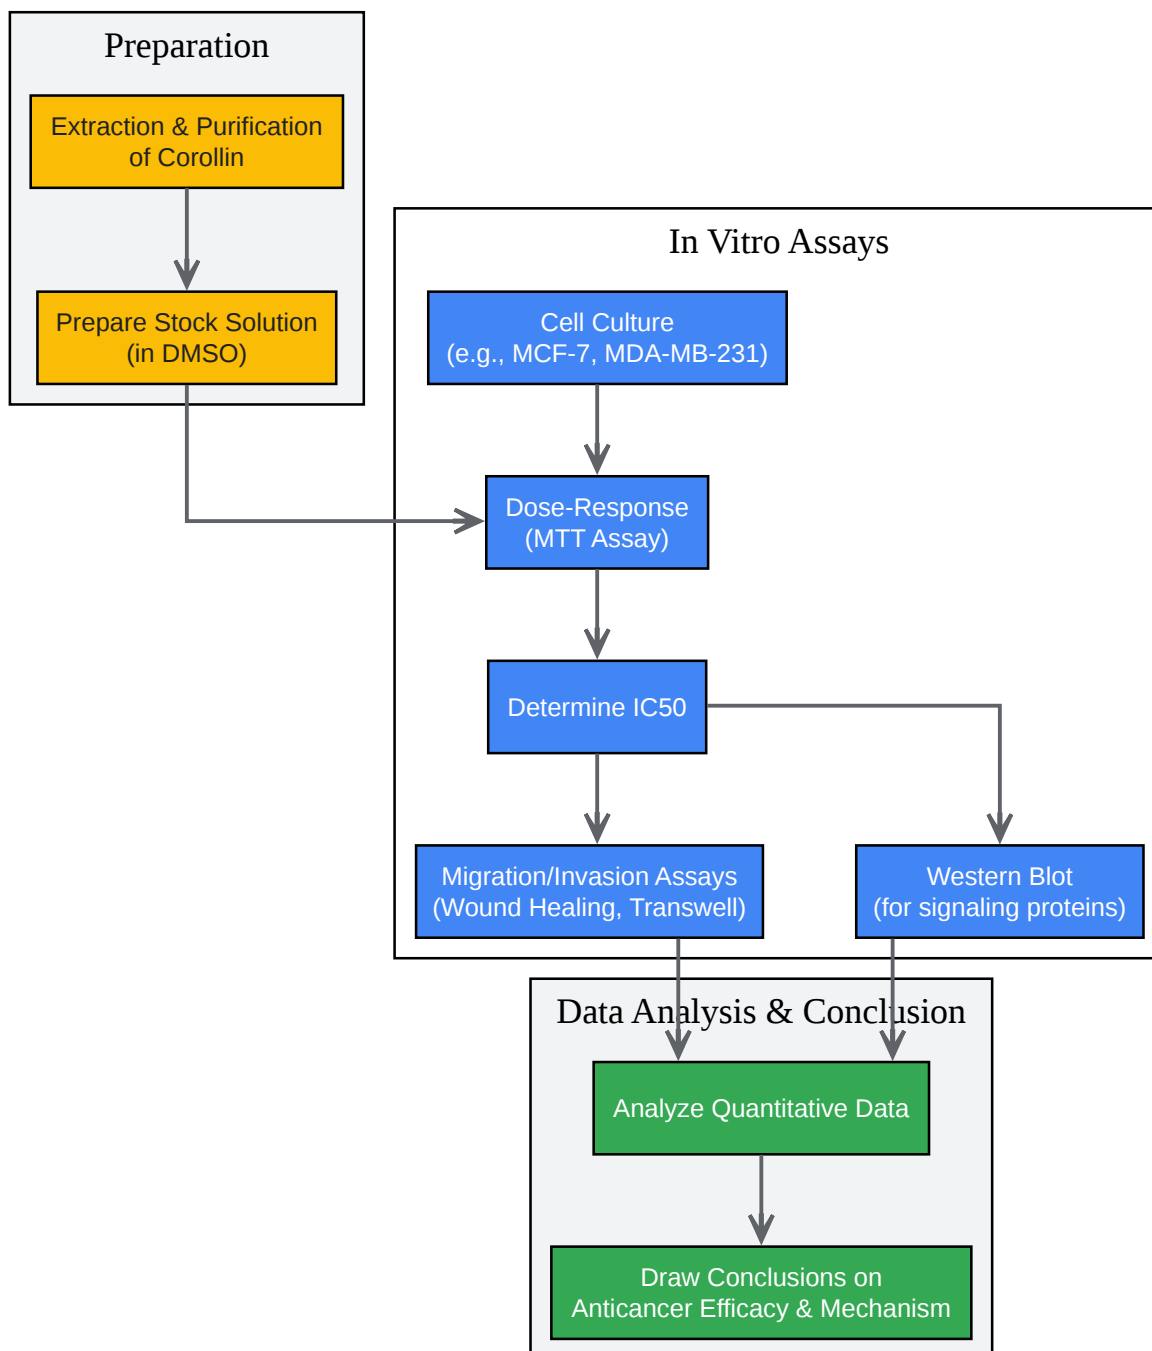 Preparation
Extraction & Purification
of Corollin
Prepare Stock Solution
(in DMSO)
In Vitro Assays
Cell Culture
(e.g., MCF-7, MDA-MB-231)
Dose-Response
(MTT Assay)
Determine IC50
Migration/Invasion Assays
(Wound Healing, Transwell)
Western Blot
(for signaling proteins)
Data Analysis & Conclusion
Analyze Quantitative Data
Draw Conclusions on
Anticancer Efficacy & Mechanism